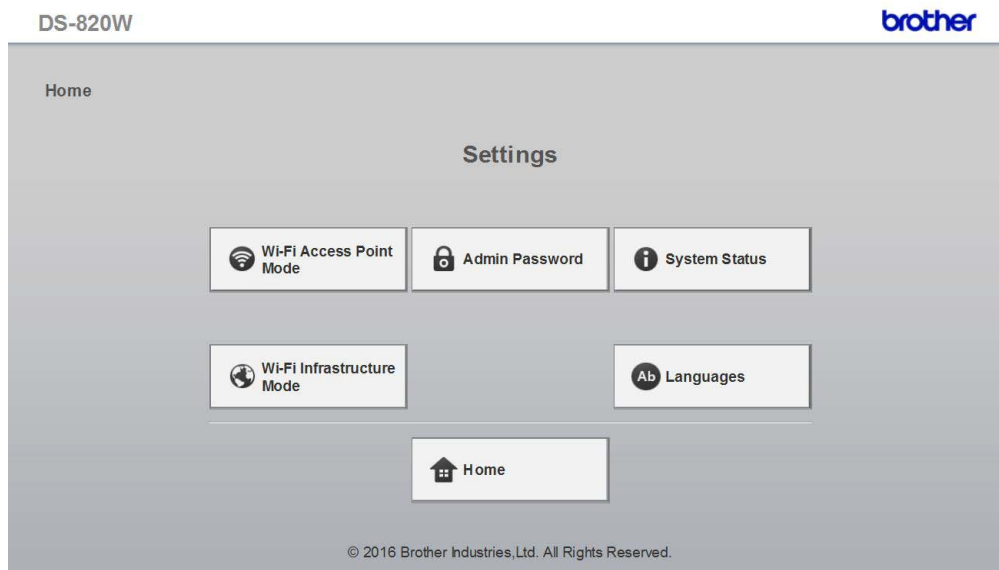 DS-820W
brother
Home
Settings
Wi-Fi Access Point
Mode
Admin Password
System Status
Wi-Fi Infrastructure
Mode
Ab
Languages
Home
© 2016 Brother Industries,Ltd. All Rights Reserved.